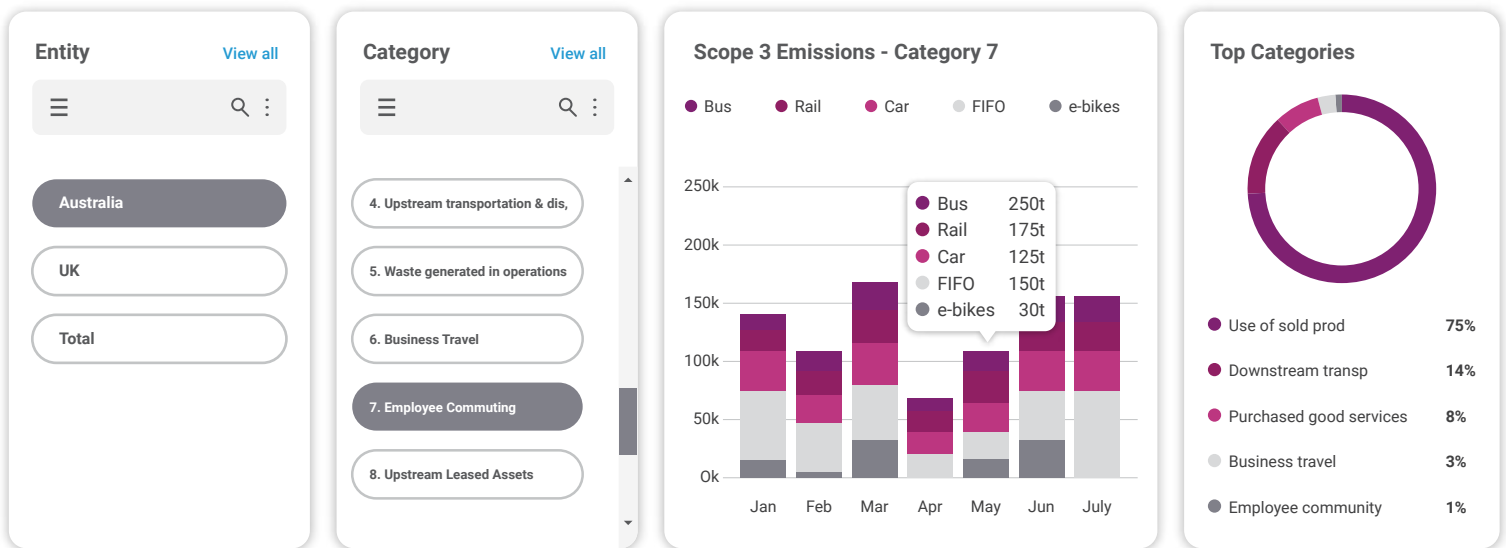 Entity View all
Australia
UK
Total
Category View all
4. Upstream transportation & dis,
5. Waste generated in operations
6. Business Travel
7. Employee Commuting
8. Upstream Leased Assets
Scope 3 Emissions - Category 7
Bus Rail Car FIFO e-bikes
250k
200k
150k
100k
50k
0k
Bus 250t
Rail 175t
Car 125t
FIFO 150t
e-bikes 30t
Jan Feb Mar Apr May Jun July
Top Categories
Use of sold prod 75%
Downstream transp 14%
Purchased good services 8%
Business travel 3%
Employee community 1%